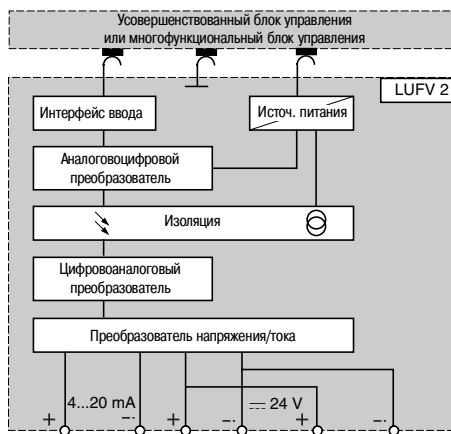 Усовершенствованный блок управления
или многофункциональный блок управления
LUFV 2
Интерфейс ввода
Источ. питания
Аналоговоцифровой
преобразователь
Изоляция
Цифровоаналоговый
преобразователь
Преобразователь напряжения/тока
4...20 mA
24 V
+ - + - + -